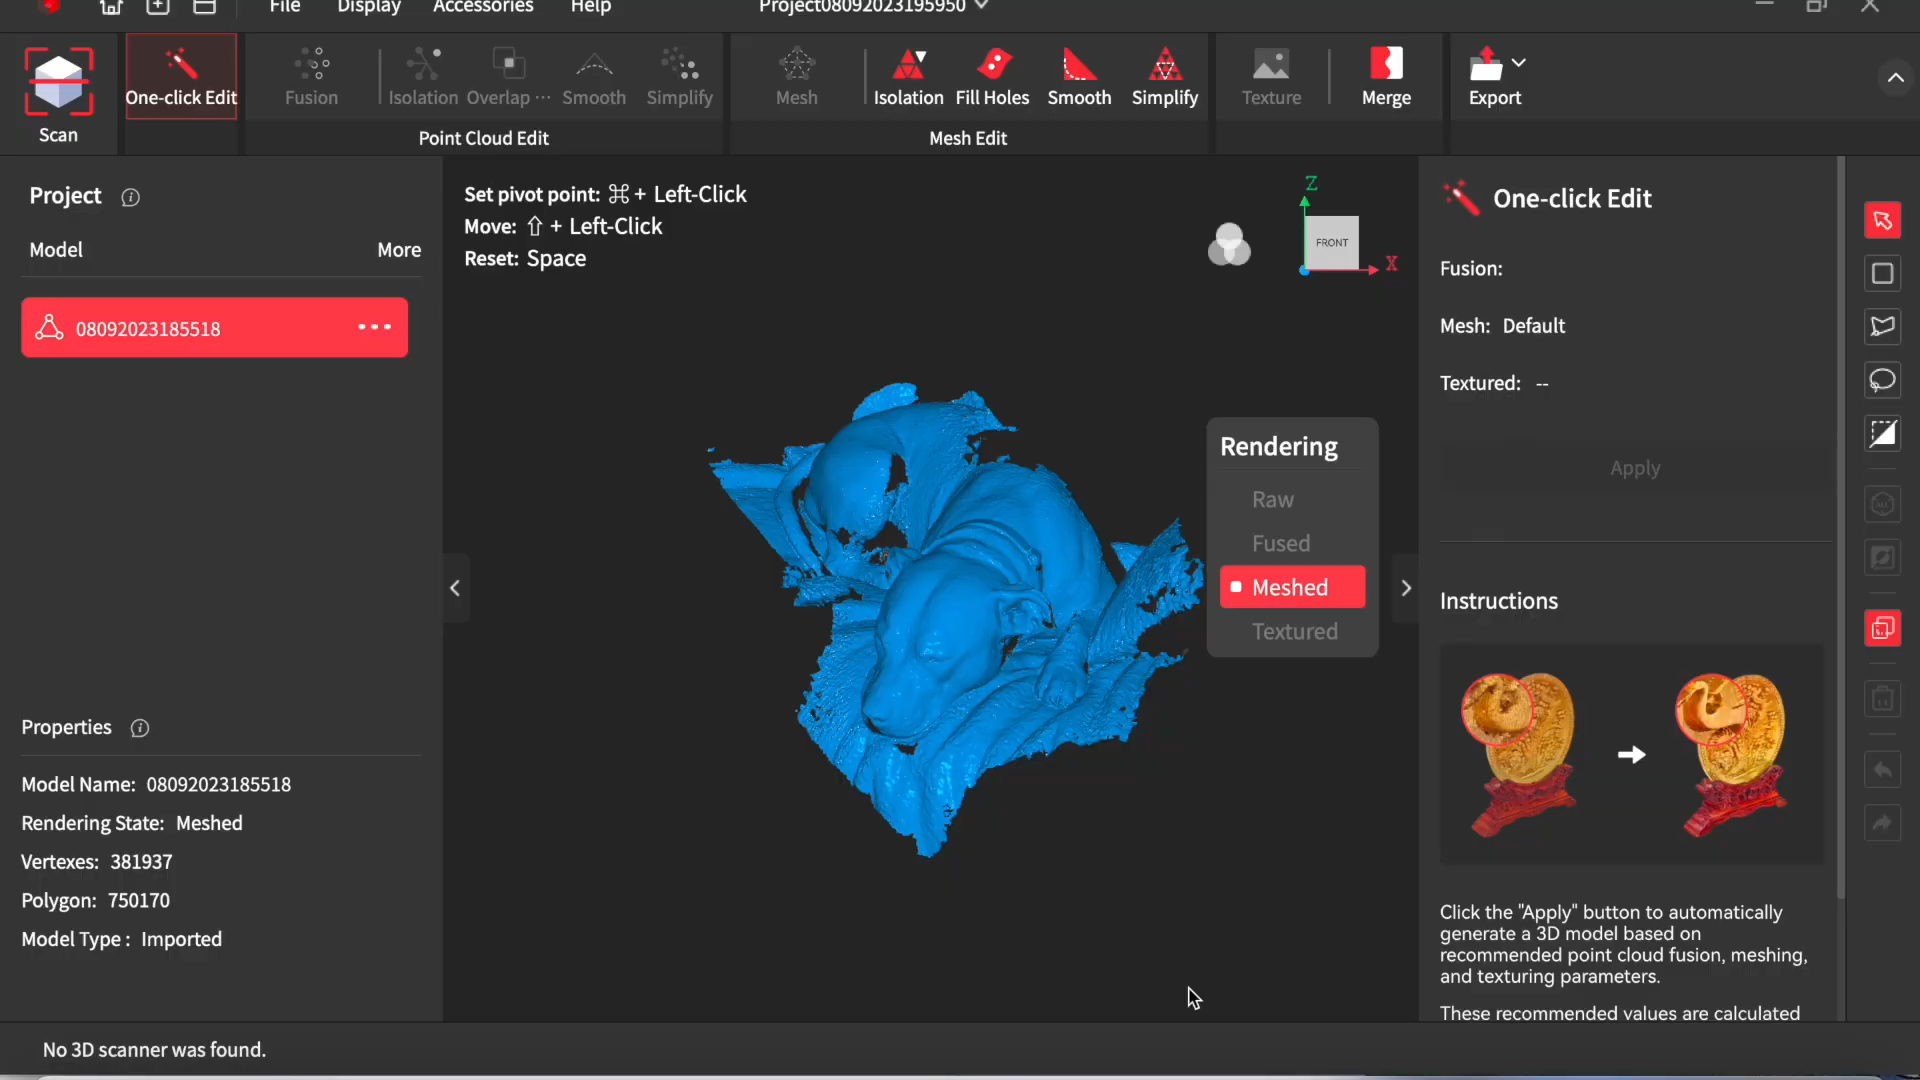 File Display Accessories Help Project08092023195950
Scan
One-click Edit
Fusion
Isolation Overlap ··· Smooth Simplify
Point Cloud Edit
Mesh
Isolation Fill Holes Smooth Simplify
Mesh Edit
Texture
Merge
Export
Project
Model More
08092023185518
Properties
Model Name: 08092023185518
Rendering State: Meshed
Vertexes: 381937
Polygon: 750170
Model Type : Imported
Set pivot point: ⌘ + Left-Click
Move: ⇧ + Left-Click
Reset: Space
Z
FRONT
X
Rendering
Raw
Fused
Meshed
Textured
One-click Edit
Fusion:
Mesh: Default
Textured: --
Apply
Instructions
Click the "Apply" button to automatically
generate a 3D model based on
recommended point cloud fusion, meshing,
and texturing parameters.
These recommended values are calculated
No 3D scanner was found.